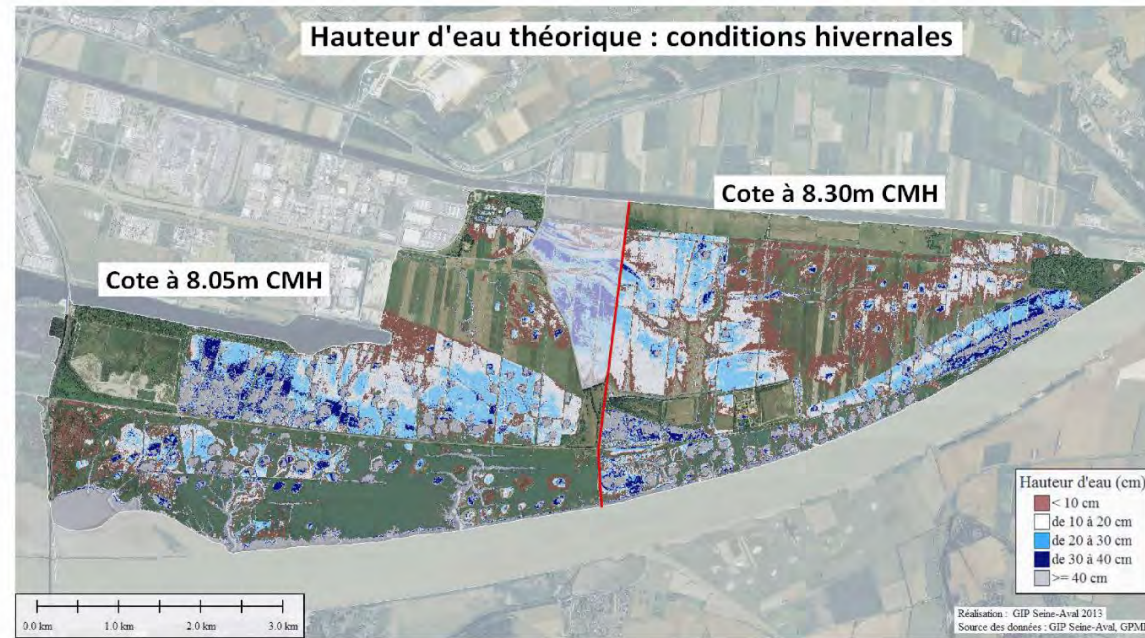 Hauteur d'eau théorique : conditions hivernales
Cote à 8.30m CMH
Cote à 8.05m CMH
Hauteur d'eau (cm)
< 10 cm
de 10 à 20 cm
de 20 à 30 cm
de 30 à 40 cm
>= 40 cm
0.0 km 1.0 km 2.0 km 3.0 km
Réalisation : GIP Seine-Aval 2013
Source des données : GIP Seine-Aval,